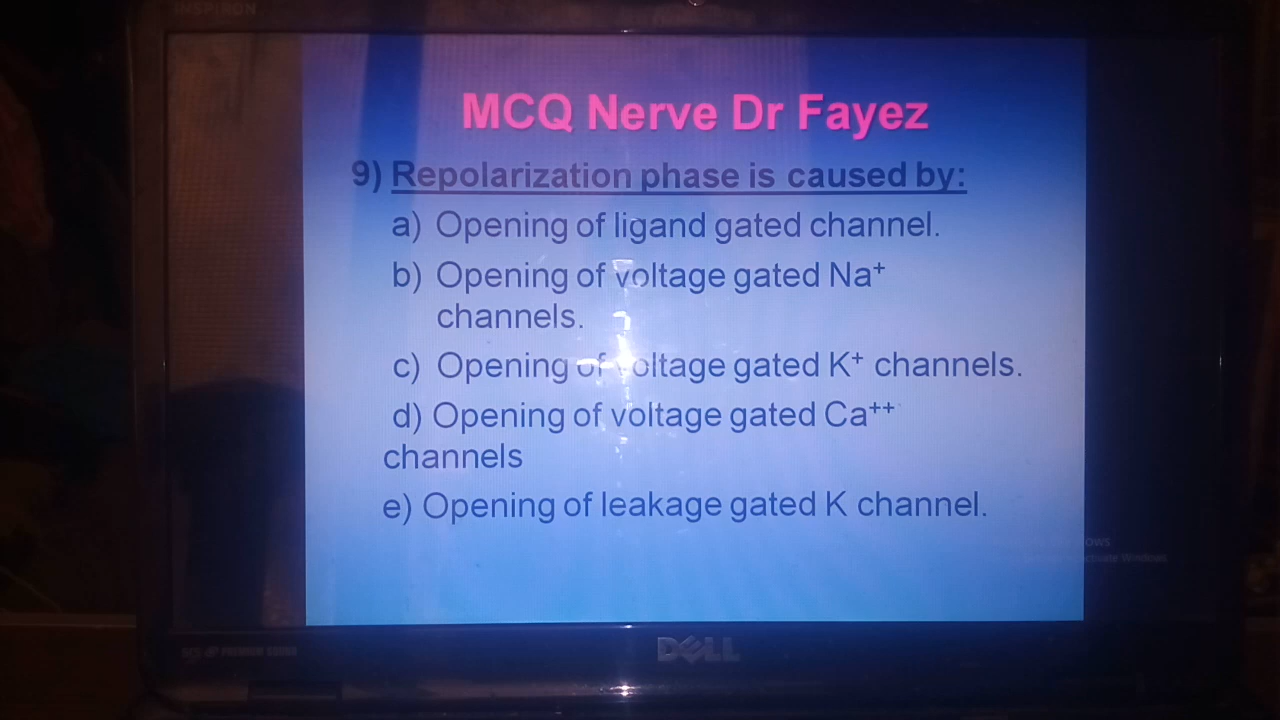 INSPIRON
MCQ Nerve Dr Fayez
9) Repolarization phase is caused by:
a) Opening of ligand gated channel.
b) Opening of voltage gated Na⁺
channels.
c) Opening of voltage gated K⁺ channels.
d) Opening of voltage gated Ca⁺⁺
channels
e) Opening of leakage gated K channel.
DELL